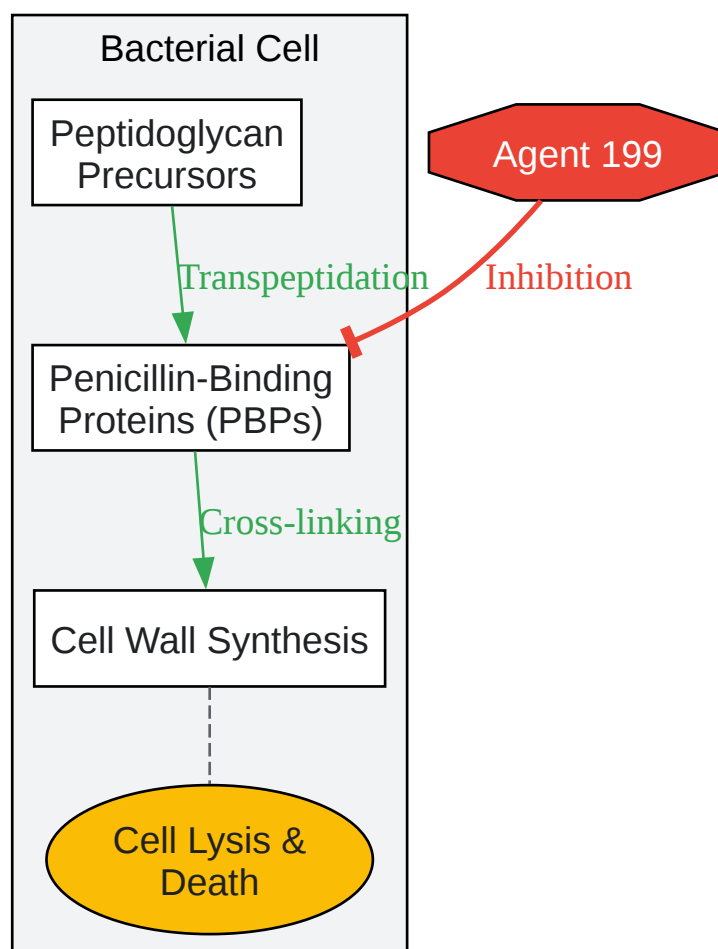 Bacterial Cell
Peptidoglycan
Precursors
Agent 199
Transpeptidation
Inhibition
Penicillin-Binding
Proteins (PBPs)
Cross-linking
Cell Wall Synthesis
Cell Lysis &
Death